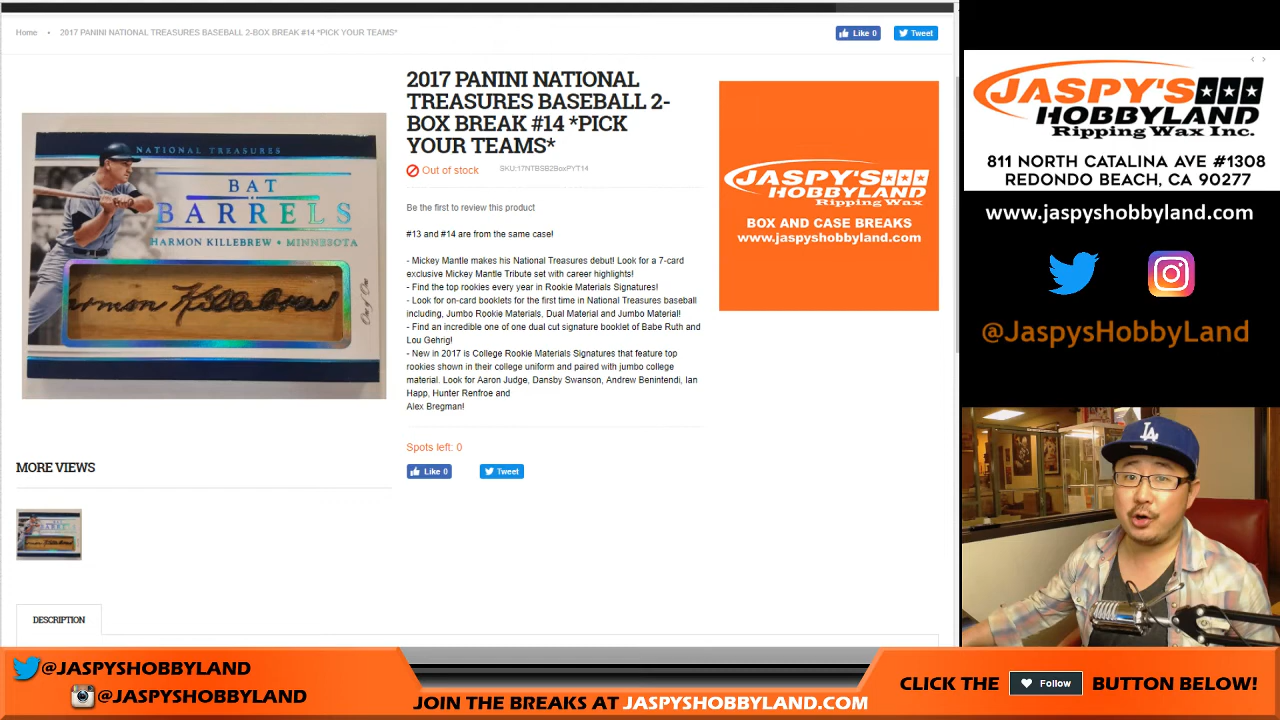 Home • 2017 PANINI NATIONAL TREASURES BASEBALL 2-BOX BREAK #14 *PICK YOUR TEAMS*
Like 0
Tweet
NATIONAL TREASURES
BAT
BARRELS
HARMON KILLEBREW • MINNESOTA
armon Killebrew
One of One
2017 PANINI NATIONAL
TREASURES BASEBALL 2-
BOX BREAK #14 *PICK
YOUR TEAMS*
Out of stock
SKU:17NTBSB2BoxPYT14
Be the first to review this product
#13 and #14 are from the same case!
- Mickey Mantle makes his National Treasures debut! Look for a 7-card
exclusive Mickey Mantle Tribute set with career highlights!
- Find the top rookies every year in Rookie Materials Signatures!
- Look for on-card booklets for the first time in National Treasures baseball
including, Jumbo Rookie Materials, Dual Material and Jumbo Material!
- Find an incredible one of one dual cut signature booklet of Babe Ruth and
Lou Gehrig!
- New in 2017 is College Rookie Materials Signatures that feature top
rookies shown in their college uniform and paired with jumbo college
material. Look for Aaron Judge, Dansby Swanson, Andrew Benintendi, Ian
Happ, Hunter Renfroe and
Alex Bregman!
Spots left: 0
Like 0
Tweet
MORE VIEWS
DESCRIPTION
JASPY'S
HOBBYLAND
Ripping Wax
BOX AND CASE BREAKS
www.jaspyshobbyland.com
JASPY'S
HOBBYLAND
Ripping Wax Inc.
811 NORTH CATALINA AVE #1308
REDONDO BEACH, CA 90277
www.jaspyshobbyland.com
@JaspysHobbyLand
LA
@JASPYSHOBBYLAND
@JASPYSHOBBYLAND
JOIN THE BREAKS AT JASPYSHOBBYLAND.COM
CLICK THE Follow BUTTON BELOW!